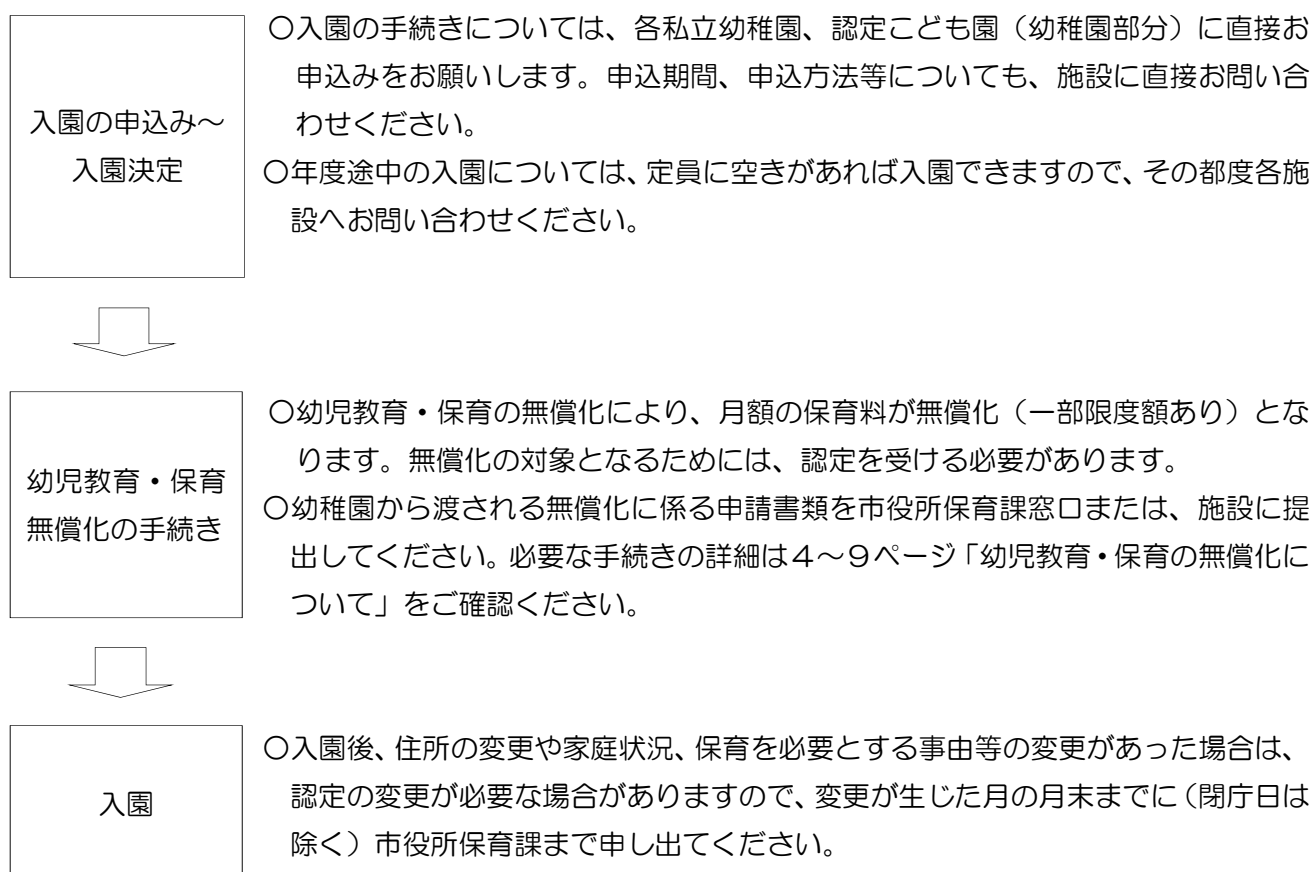 入園の申込み～
入園決定
〇入園の手続きについては、各私立幼稚園、認定こども園（幼稚園部分）に直接お
申込みをお願いします。申込期間、申込方法等についても、施設に直接お問い合
わせください。
〇年度途中の入園については、定員に空きがあれば入園できますので、その都度各施
設へお問い合わせください。
幼児教育・保育
無償化の手続き
〇幼児教育・保育の無償化により、月額の保育料が無償化（一部限度額あり）とな
ります。無償化の対象となるためには、認定を受ける必要があります。
〇幼稚園から渡される無償化に係る申請書類を市役所保育課窓口または、施設に提
出してください。必要な手続きの詳細は４～９ページ「幼児教育・保育の無償化に
ついて」をご確認ください。
入園
〇入園後、住所の変更や家庭状況、保育を必要とする事由等の変更があった場合は、
認定の変更が必要な場合がありますので、変更が生じた月の月末までに（閉庁日は
除く）市役所保育課まで申し出てください。